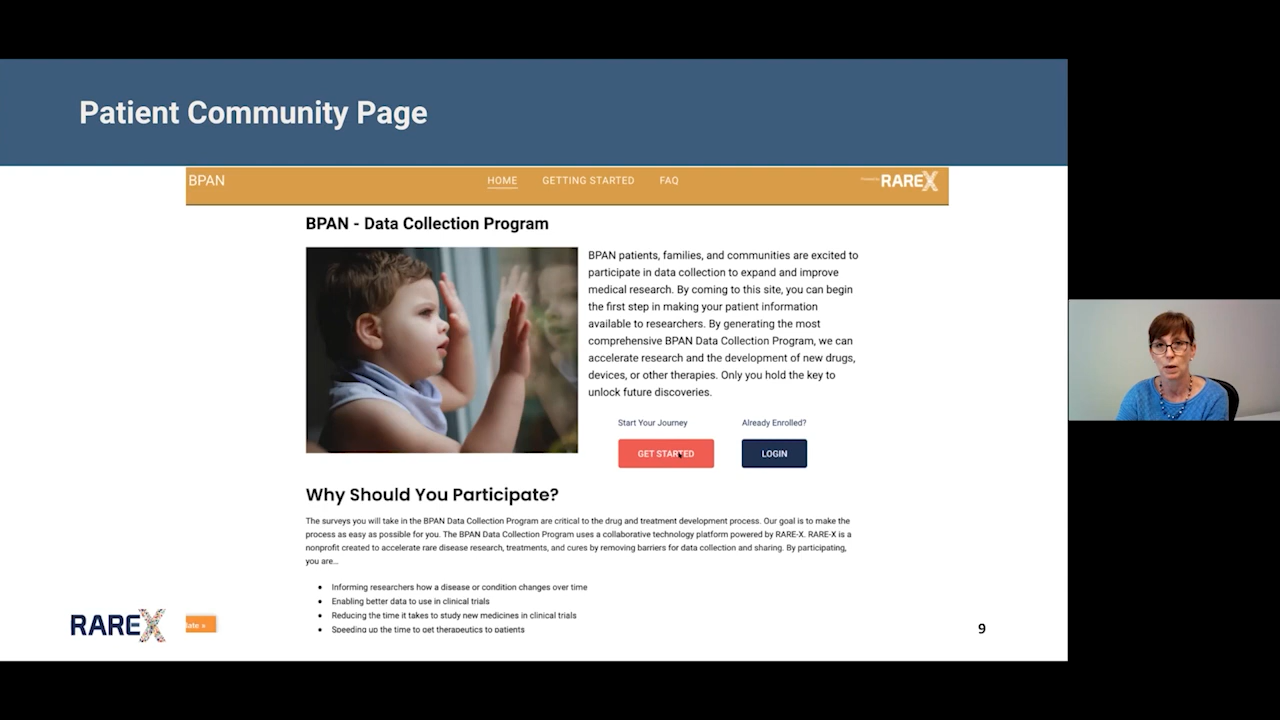 Patient Community Page
BPAN
HOME
GETTING STARTED
FAQ
RAREX
BPAN - Data Collection Program
BPAN patients, families, and communities are excited to
participate in data collection to expand and improve
medical research. By coming to this site, you can begin
the first step in making your patient information
available to researchers. By generating the most
comprehensive BPAN Data Collection Program, we can
accelerate research and the development of new drugs,
devices, or other therapies. Only you hold the key to
unlock future discoveries.
Start Your Journey
Already Enrolled?
GET STARTED
LOGIN
Why Should You Participate?
The surveys you will take in the BPAN Data Collection Program are critical to the drug and treatment development process. Our goal is to make the
process as easy as possible for you. The BPAN Data Collection Program uses a collaborative technology platform powered by RARE-X. RARE-X is a
nonprofit created to accelerate rare disease research, treatments, and cures by removing barriers for data collection and sharing. By participating,
you are...
• Informing researchers how a disease or condition changes over time
• Enabling better data to use in clinical trials
• Reducing the time it takes to study new medicines in clinical trials
• Speeding up the time to get therapeutics to patients
RAREX
late »
9